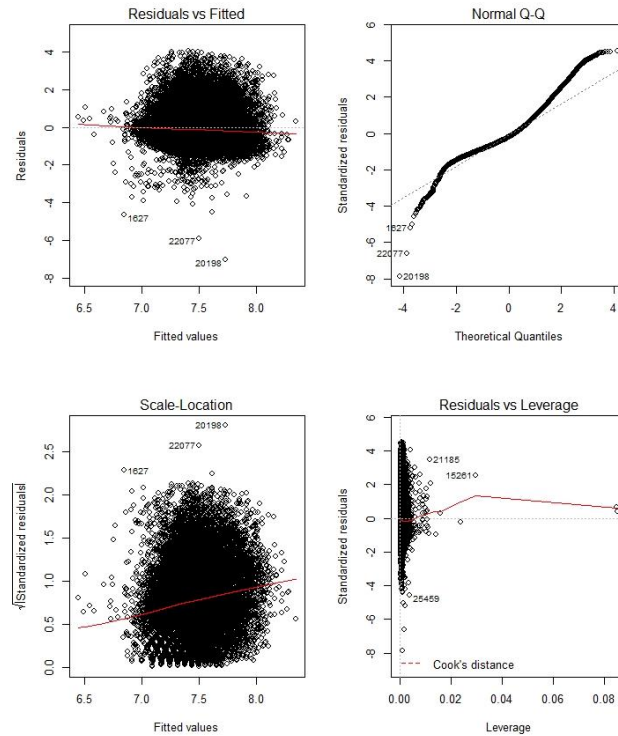 Residuals vs Fitted
Residuals
4
2
0
-2
-4
-6
-8
1627
22077
20198
6.5 7.0 7.5 8.0
Fitted values
Normal Q-Q
Standardized residuals
6
4
2
0
-2
-4
-6
-8
1627
22077
20198
-4 -2 0 2 4
Theoretical Quantiles
Scale-Location
√|Standardized residuals|
2.5
2.0
1.5
1.0
0.5
0.0
20198
22077
1627
6.5 7.0 7.5 8.0
Fitted values
Residuals vs Leverage
Standardized residuals
6
4
2
0
-2
-4
-6
-8
21185
15261
25459
Cook's distance
0.00 0.02 0.04 0.06 0.08
Leverage